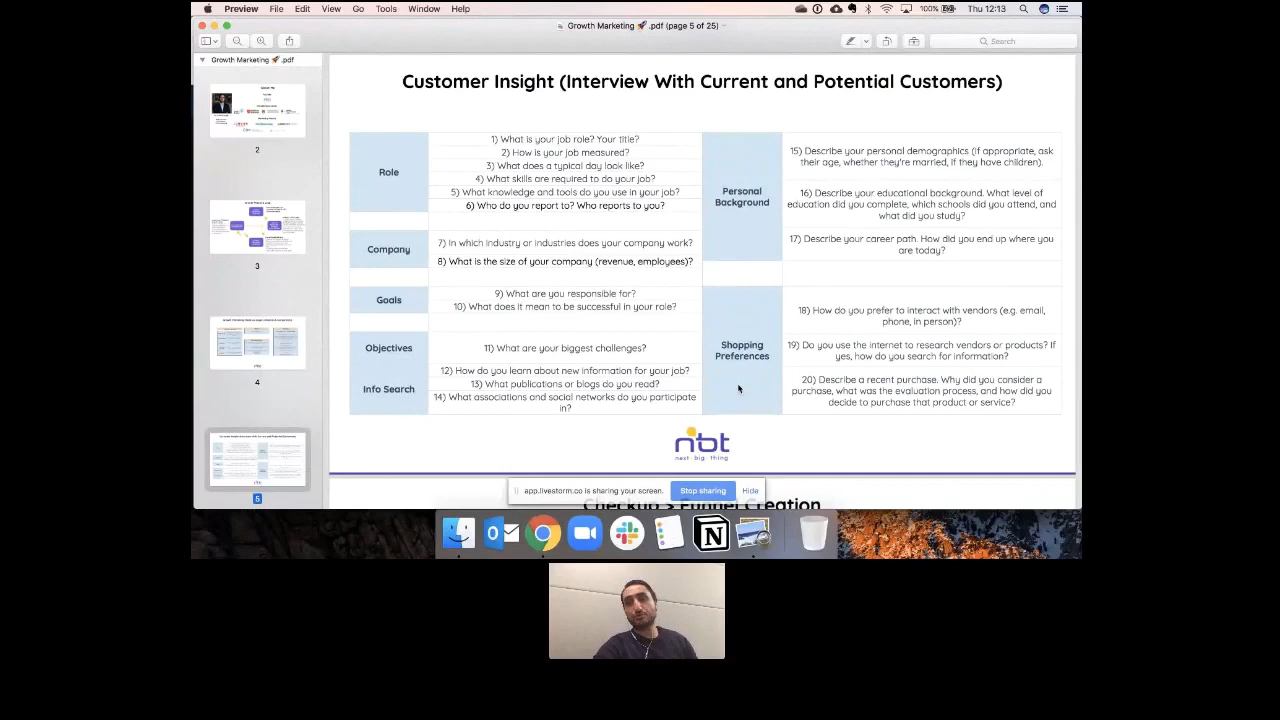 Preview File Edit View Go Tools Window Help
100% Thu 12:13
Growth Marketing 🚀.pdf (page 5 of 25)
Search
Growth Marketing 🚀.pdf
2
3
4
5
Customer Insight (Interview With Current and Potential Customers)
Role
1) What is your job role? Your title?
2) How is your job measured?
3) What does a typical day look like?
4) What skills are required to do your job?
5) What knowledge and tools do you use in your job?
6) Who do you report to? Who reports to you?
Company
7) In which industry or industries does your company work?
8) What is the size of your company (revenue, employees)?
Goals
9) What are you responsible for?
10) What does it mean to be successful in your role?
Objectives
11) What are your biggest challenges?
Info Search
12) How do you learn about new information for your job?
13) What publications or blogs do you read?
14) What associations and social networks do you participate
in?
Personal
Background
15) Describe your personal demographics (if appropriate, ask
their age, whether they're married, if they have children).
16) Describe your educational background. What level of
education did you complete, which schools did you attend, and
what did you study?
17) Describe your career path. How did you end up where you
are today?
Shopping
Preferences
18) How do you prefer to interact with vendors (e.g. email,
phone, in person)?
19) Do you use the internet to research vendors or products? If
yes, how do you search for information?
20) Describe a recent purchase. Why did you consider a
purchase, what was the evaluation process, and how did you
decide to purchase that product or service?
nbt
next big thing
app.livestorm.co is sharing your screen.
Stop sharing
Hide
Checkup > Funnel Creation